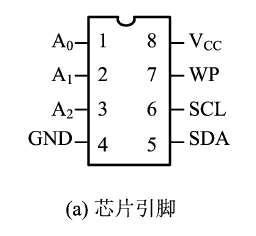 A₀ 1 8 V_CC
A₁ 2 7 WP
A₂ 3 6 SCL
GND 4 5 SDA
(a) 芯片引脚